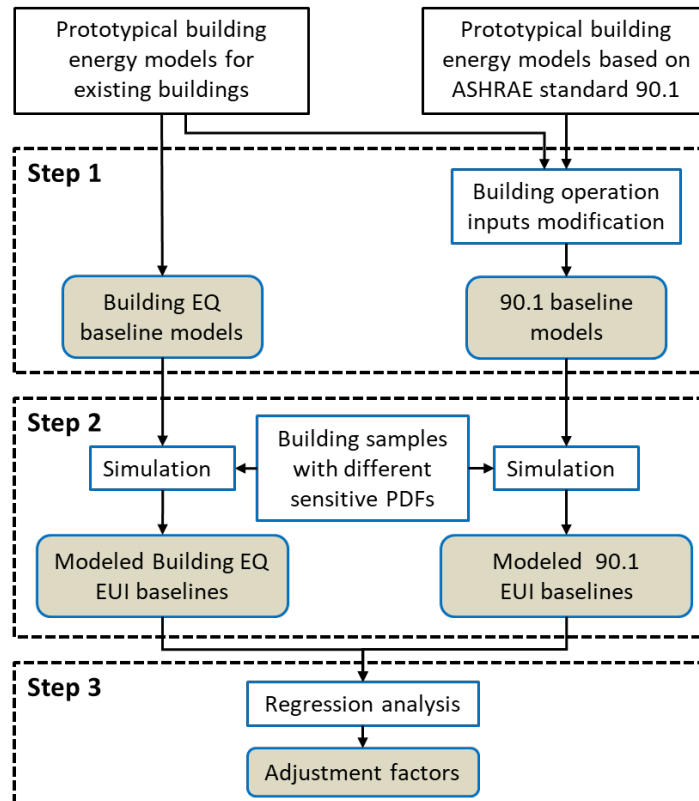 Prototypical building
energy models for
existing buildings
Prototypical building
energy models based on
ASHRAE standard 90.1
Step 1
Building operation
inputs modification
Building EQ
baseline models
90.1 baseline
models
Step 2
Building samples
with different
sensitive PDFs
Simulation
Simulation
Modeled Building EQ
EUI baselines
Modeled 90.1
EUI baselines
Step 3
Regression analysis
Adjustment factors